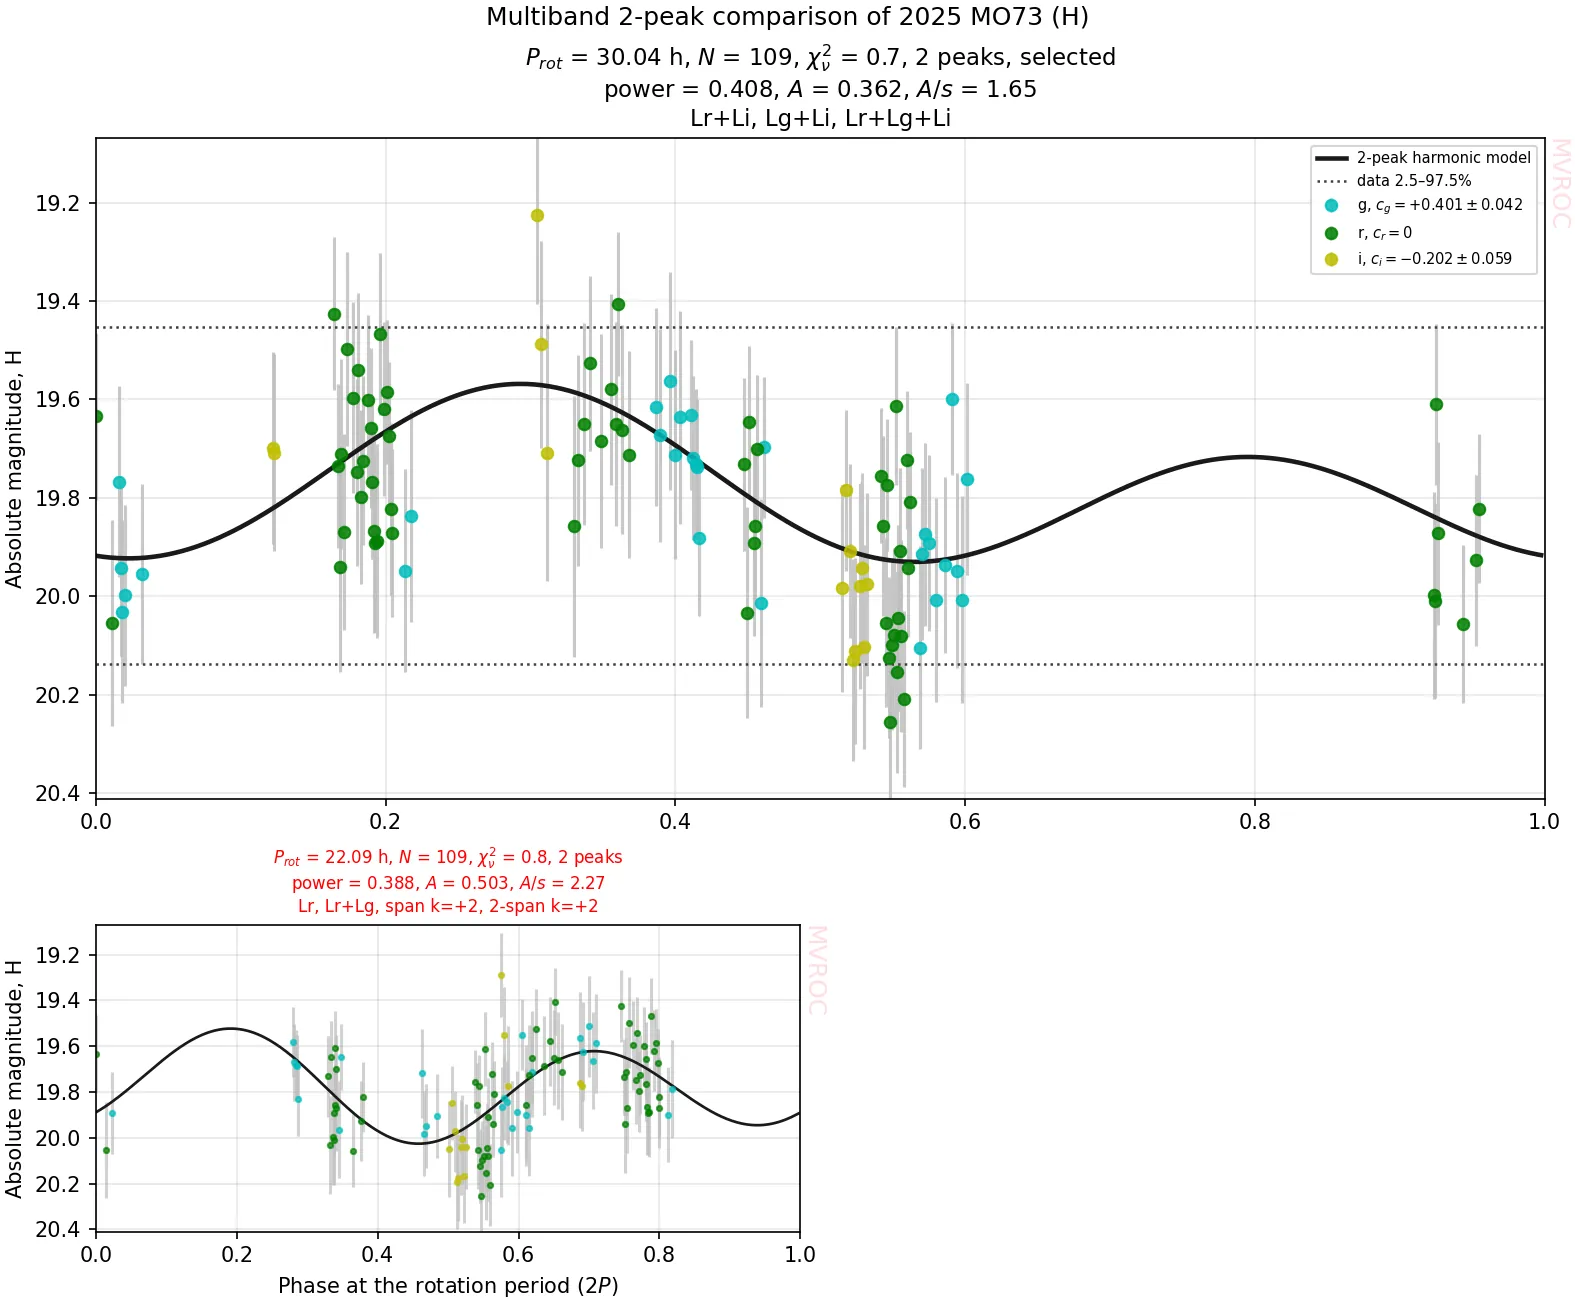 Multiband 2-peak comparison of 2025 MO73 (H)
P_rot = 30.04 h, N = 109, χ²_ν = 0.7, 2 peaks, selected
power = 0.408, A = 0.362, A/s = 1.65
Lr+Li, Lg+Li, Lr+Lg+Li
2-peak harmonic model
data 2.5–97.5%
g, c_g = +0.401 ± 0.042
r, c_r = 0
i, c_i = −0.202 ± 0.059
MVROC
Absolute magnitude, H
19.2
19.4
19.6
19.8
20.0
20.2
20.4
0.0 0.2 0.4 0.6 0.8 1.0
P_rot = 22.09 h, N = 109, χ²_ν = 0.8, 2 peaks
power = 0.388, A = 0.503, A/s = 2.27
Lr, Lr+Lg, span k=+2, 2-span k=+2
MVROC
Absolute magnitude, H
19.2
19.4
19.6
19.8
20.0
20.2
20.4
0.0 0.2 0.4 0.6 0.8 1.0
Phase at the rotation period (2P)